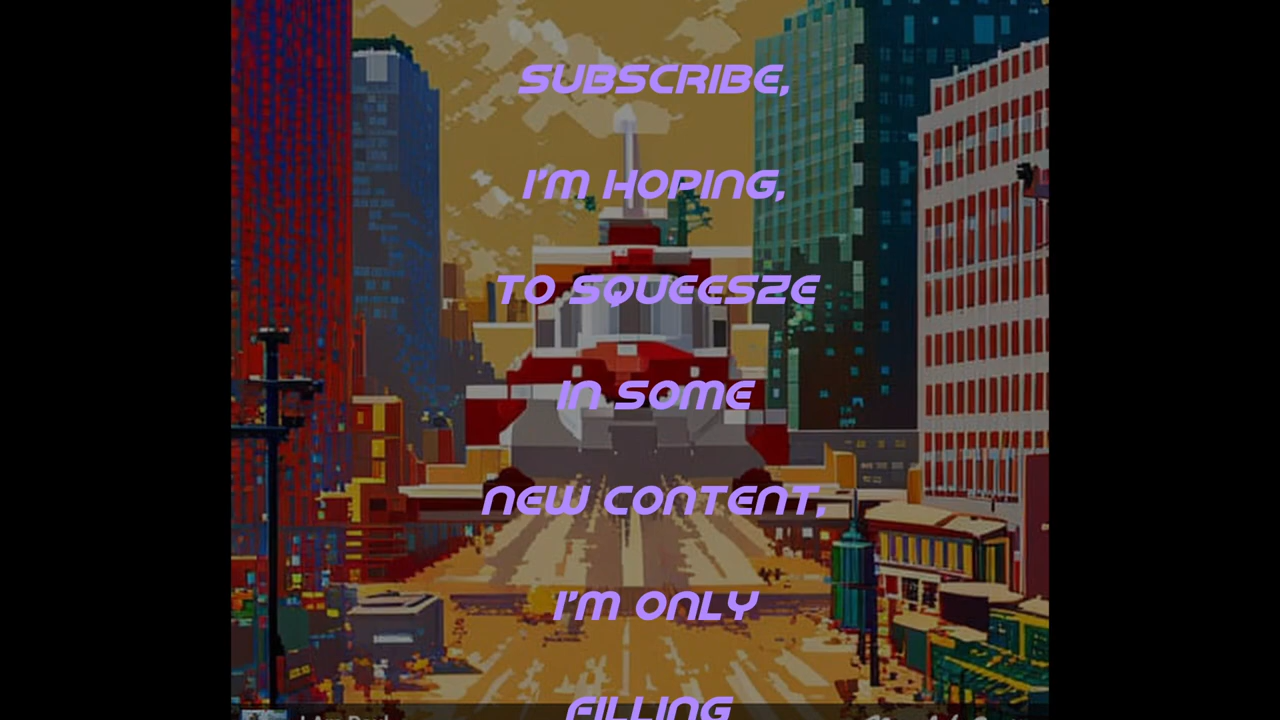 SUBSCRIBE,
I'M HOPING,
TO SQUEESZE
IN SOME
NEW CONTENT,
I'M ONLY
FILLING